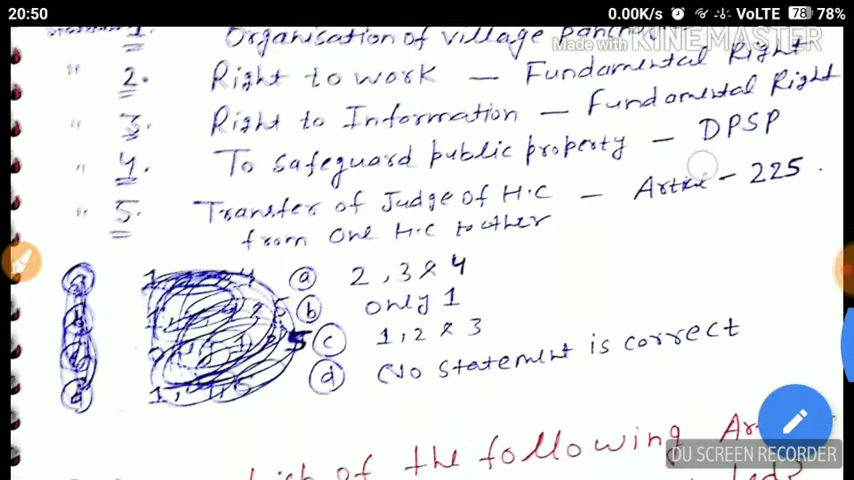 20:50 0.00K/s VoLTE 78 78%
1. Organisation of village
Made with KINEMASTER
" 2. Right to work — Fundamental Right
" 3. Right to Information — Fundamental Right
" 4. To safeguard public property — DPSP
" 5. Transfer of Judge of H.C — - 225
from One H.C to other
a 2, 3 & 4
b only 1
c 1, 2 & 3
d No statement is correct
of the following
DU SCREEN RECORDER